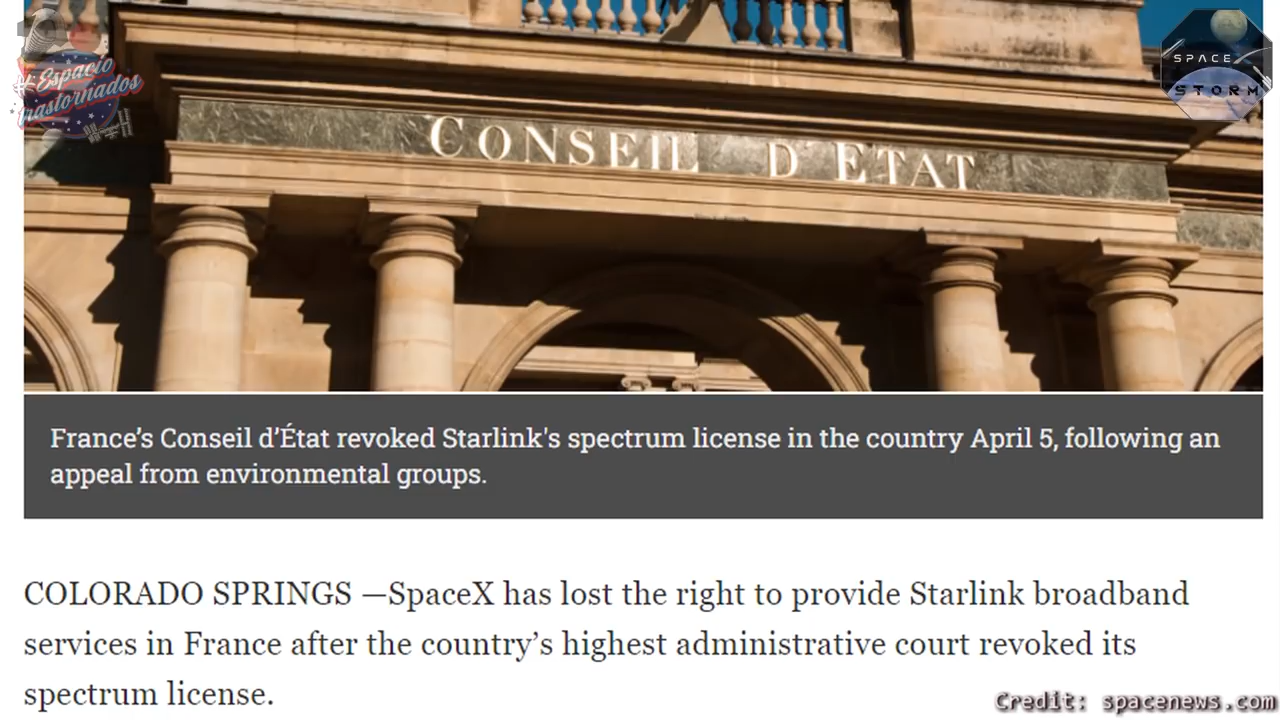 #Espacio
trastornados
SPACE X
STORM
CONSEIL D'ETAT
France's Conseil d'État revoked Starlink's spectrum license in the country April 5, following an
appeal from environmental groups.
COLORADO SPRINGS —SpaceX has lost the right to provide Starlink broadband
services in France after the country's highest administrative court revoked its
spectrum license.
Credit: spacenews.com